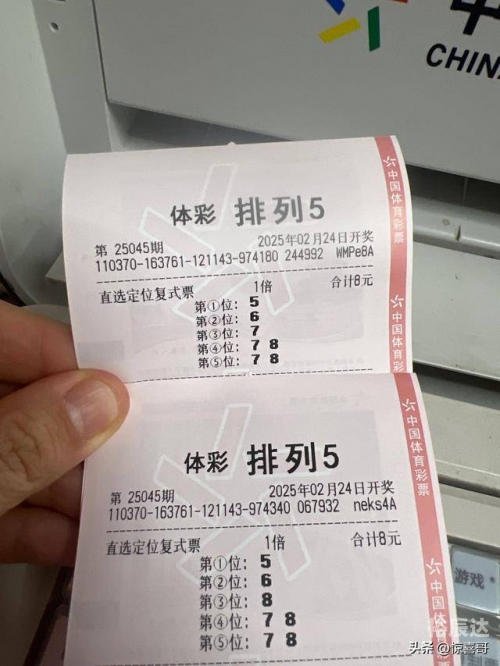 CHINA
体彩 排列5
第 25045期 2025年02月24日开奖
110370-163761-121143-974180 244992 WMPe8A
直选定位复式票 1倍 合计8元
第①位: 5
第②位: 6
第③位: 7
第④位: 7 8
第⑤位: 7 8
中国体育彩票
中国体育彩票
体彩 排列5
第 25045期 2025年02月24日开奖
110370-163761-121143-974340 067932 neks4A
直选定位复式票 1倍 合计8元
第①位: 5
第②位: 6
第③位: 8
第④位: 7 8
第⑤位: 7 8
中国体育彩票
中国体育
游戏
头条 @惊喜哥